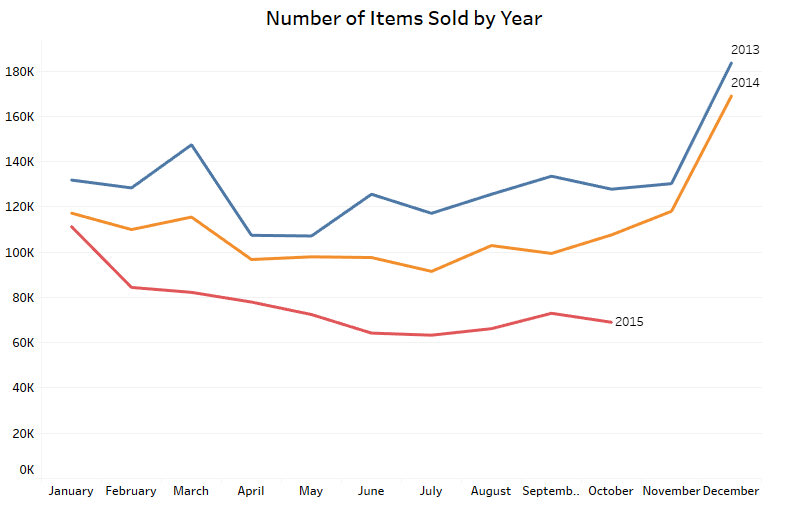 Number of Items Sold by Year
2013
180K
2014
160K
140K
120K
100K
80K
2015
60K
40K
20K
0K
January February March April May June July August Septemb.. October November December